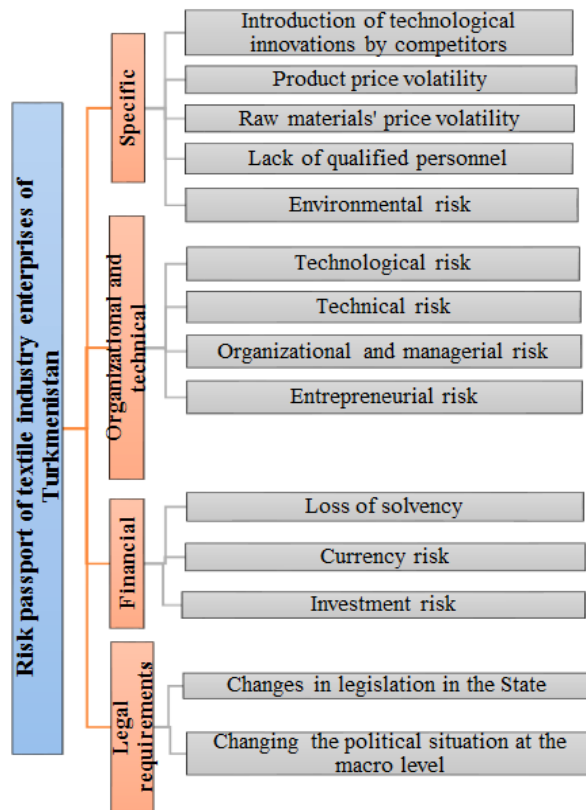 Risk passport of textile industry enterprises of
Turkmenistan
Specific
Introduction of technological
innovations by competitors
Product price volatility
Raw materials' price volatility
Lack of qualified personnel
Environmental risk
Organizational and
technical
Technological risk
Technical risk
Organizational and managerial risk
Entrepreneurial risk
Financial
Loss of solvency
Currency risk
Investment risk
Legal
requirements
Changes in legislation in the State
Changing the political situation at the
macro level